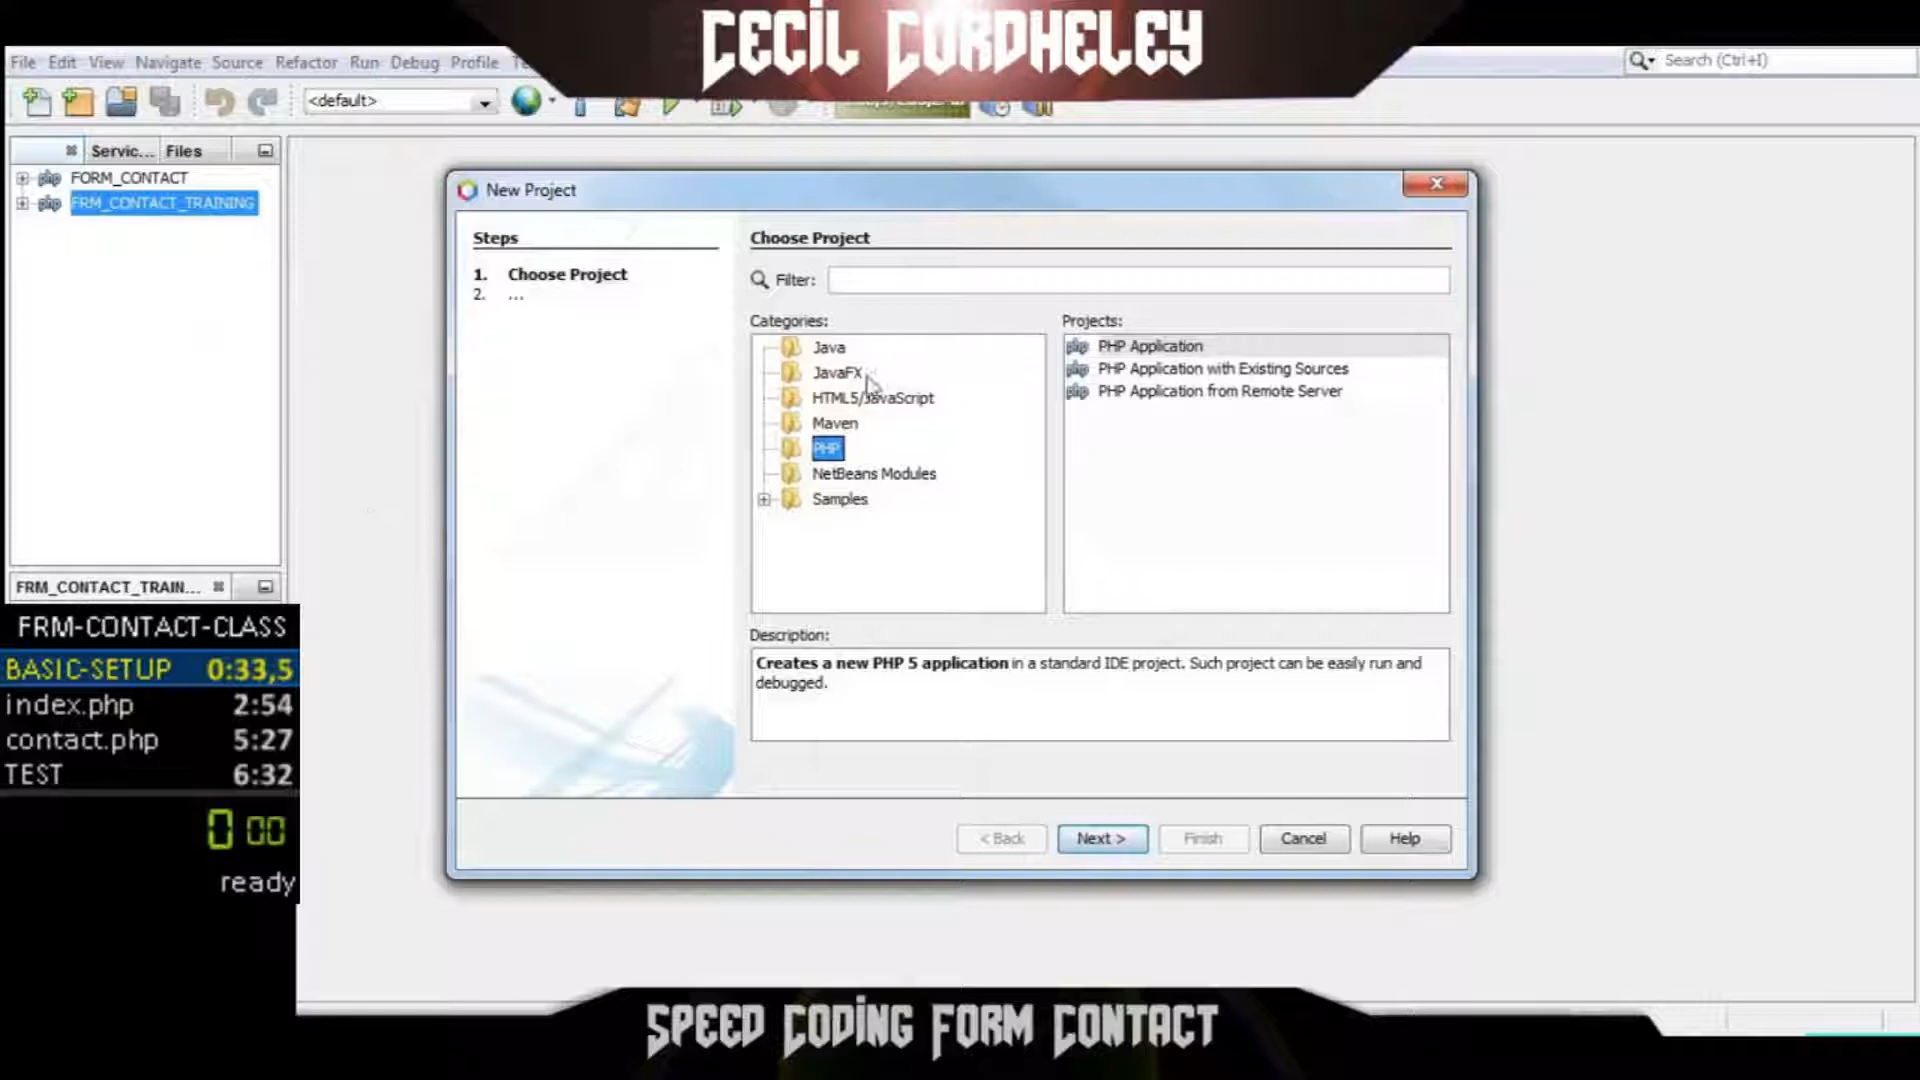 CECIL CORDHELEY
File Edit View Navigate Source Refactor Run Debug Profile
Search (Ctrl+I)
<default>
Servic... Files
FORM_CONTACT
FRM_CONTACT_TRAINING
New Project
Steps
1. Choose Project
2. ...
Choose Project
Filter:
Categories:
Java
JavaFX
HTML5/JavaScript
Maven
PHP
NetBeans Modules
Samples
Projects:
PHP Application
PHP Application with Existing Sources
PHP Application from Remote Server
Description:
Creates a new PHP 5 application in a standard IDE project. Such project can be easily run and
debugged.
< Back Next > Finish Cancel Help
FRM_CONTACT_TRAIN...
FRM-CONTACT-CLASS
BASIC-SETUP 0:33,5
index.php 2:54
contact.php 5:27
TEST 6:32
0 00
ready
SPEED CODING FORM CONTACT